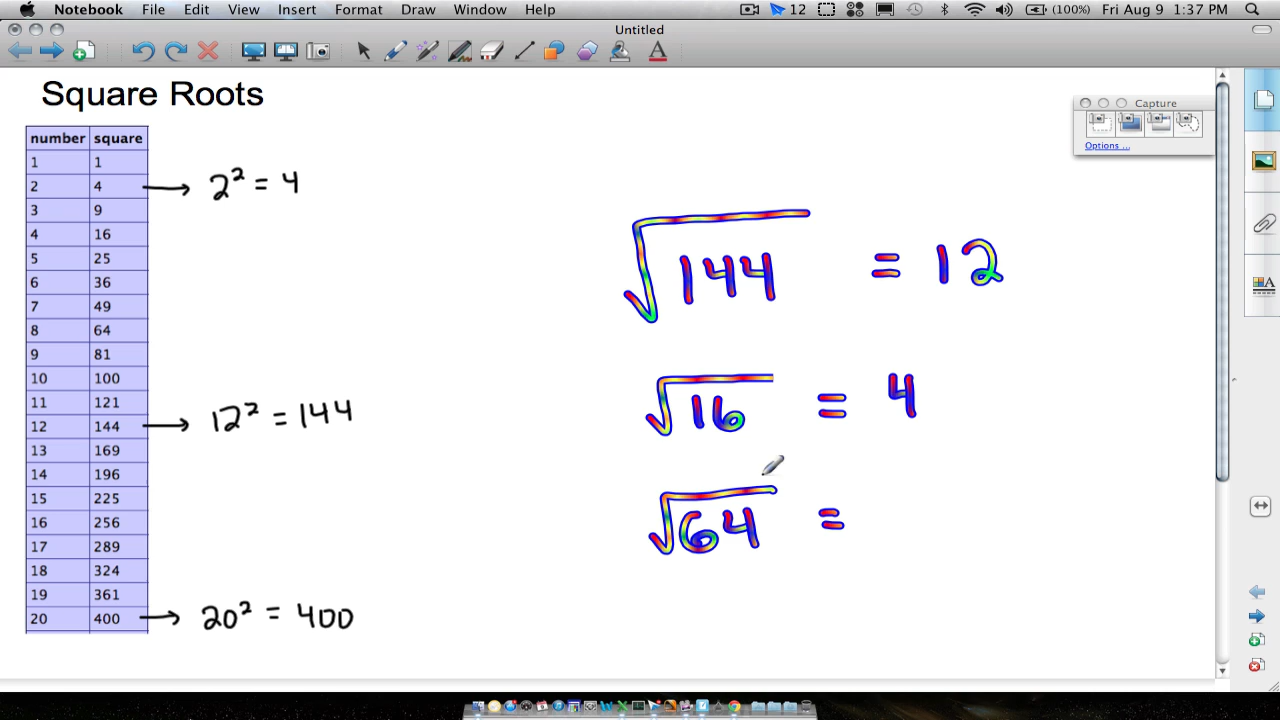 Notebook File Edit View Insert Format Draw Window Help 12 (100%) Fri Aug 9 1:37 PM
Untitled
Square Roots
Capture
Options ...
number square
1 1
2 4
3 9
4 16
5 25
6 36
7 49
8 64
9 81
10 100
11 121
12 144
13 169
14 196
15 225
16 256
17 289
18 324
19 361
20 400
2² = 4
12² = 144
20² = 400
√144 = 12
√16 = 4
√64 =